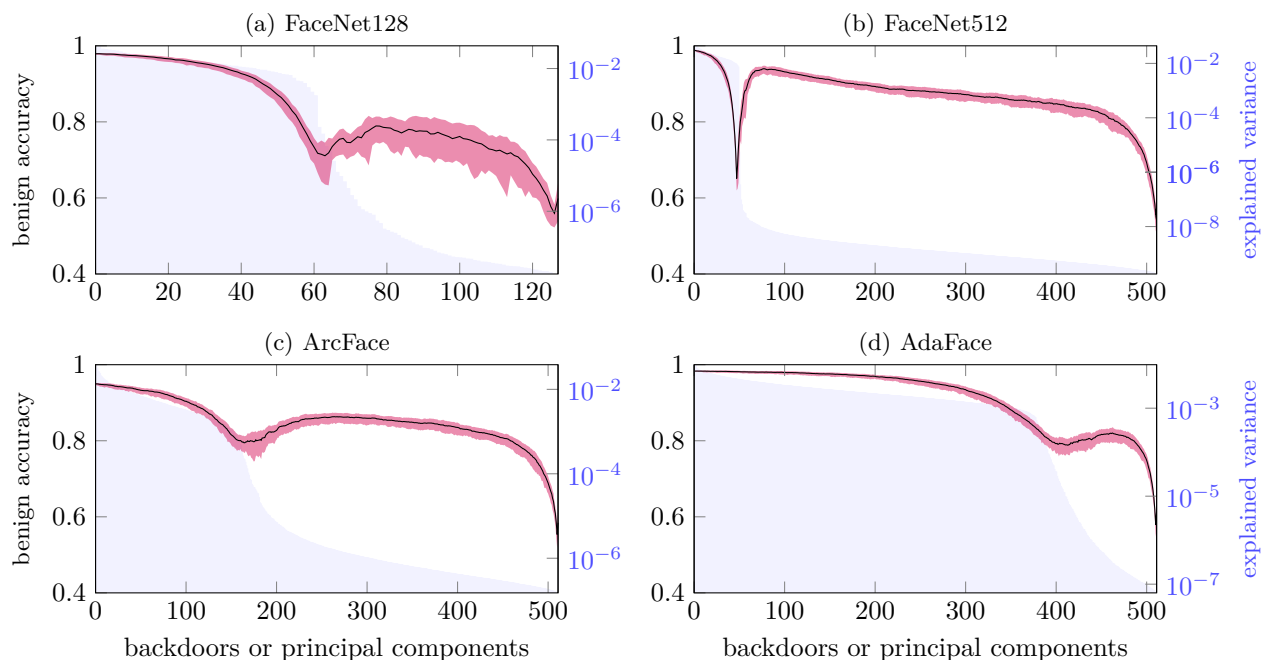 (a) FaceNet128
(b) FaceNet512
benign accuracy
1
0.8
0.6
0.4
0 20 40 60 80 100 120
10^-2
10^-4
10^-6
1
0.8
0.6
0.4
0 100 200 300 400 500
10^-2
10^-4
10^-6
10^-8
explained variance
(c) ArcFace
(d) AdaFace
benign accuracy
1
0.8
0.6
0.4
0 100 200 300 400 500
10^-2
10^-4
10^-6
backdoors or principal components
1
0.8
0.6
0.4
0 100 200 300 400 500
10^-3
10^-5
10^-7
explained variance
backdoors or principal components